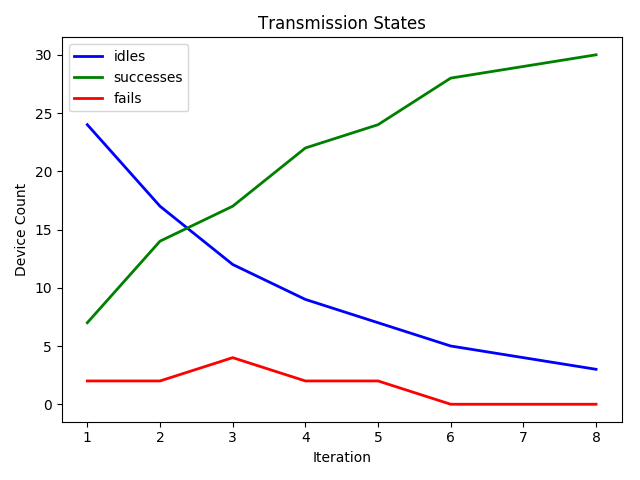 Transmission States
idles
successes
fails
30
25
20
15
10
5
0
Device Count
1 2 3 4 5 6 7 8
Iteration